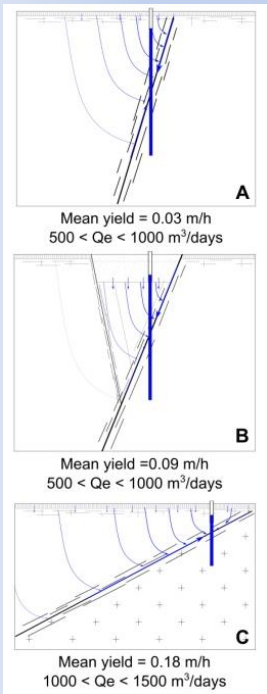 A
Mean yield = 0.03 m/h
500 < Qe < 1000 m³/days
B
Mean yield =0.09 m/h
500 < Qe < 1000 m³/days
C
Mean yield = 0.18 m/h
1000 < Qe < 1500 m³/days